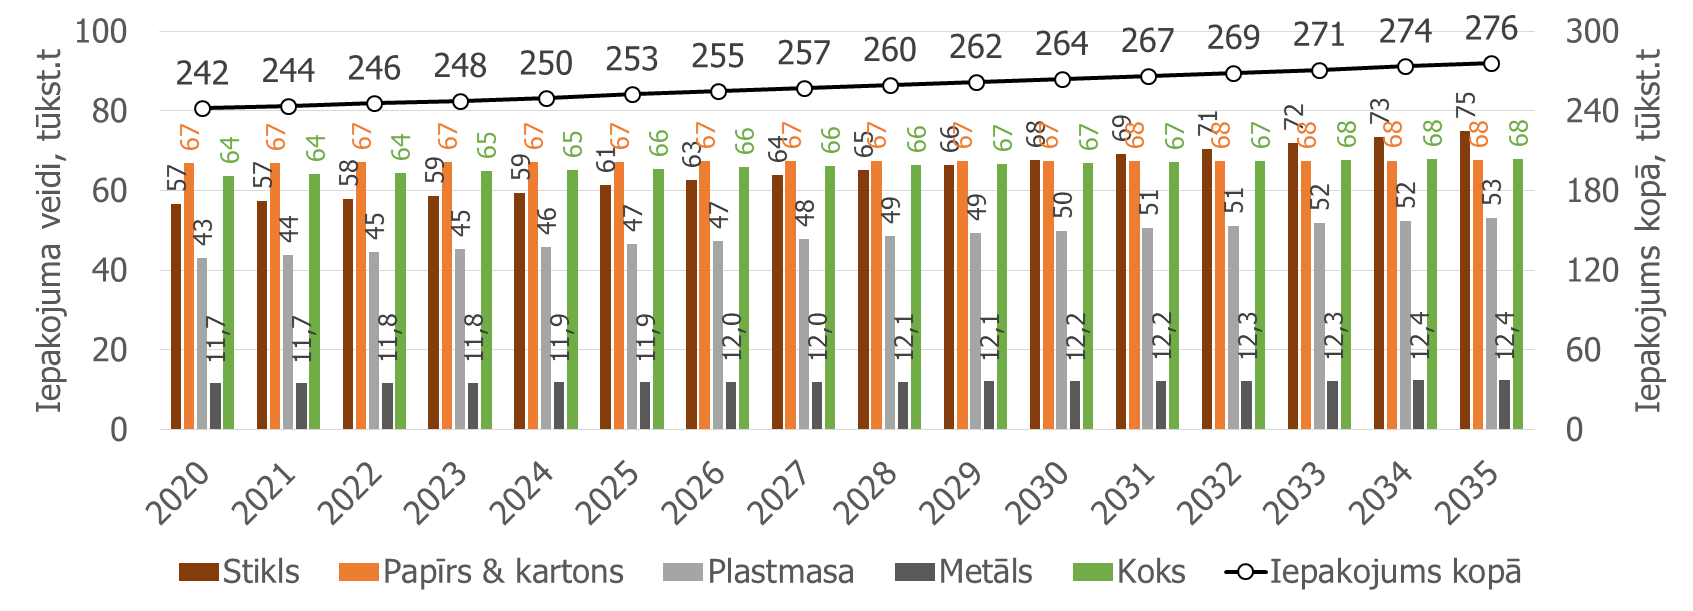 Iepakojuma veidi, tūkst.t
100
80
60
40
20
0
242 244 246 248 250 253 255 257 260 262 264 267 269 271 274 276
57 67 43 11,7 64
57 67 44 11,7 64
58 67 45 11,8 64
59 67 45 11,8 65
59 67 46 11,9 65
61 67 47 11,9 66
63 67 47 12,0 66
64 67 48 12,0 66
65 67 49 12,1 66
66 67 49 12,1 67
68 67 50 12,2 67
69 68 51 12,2 67
71 68 51 12,3 67
72 68 52 12,3 68
73 68 52 12,4 68
75 68 53 12,4 68
300
240
180
120
60
0
Iepakojums kopā, tūkst.t
2020 2021 2022 2023 2024 2025 2026 2027 2028 2029 2030 2031 2032 2033 2034 2035
Stikls Papīrs & kartons Plastmasa Metāls Koks Iepakojums kopā